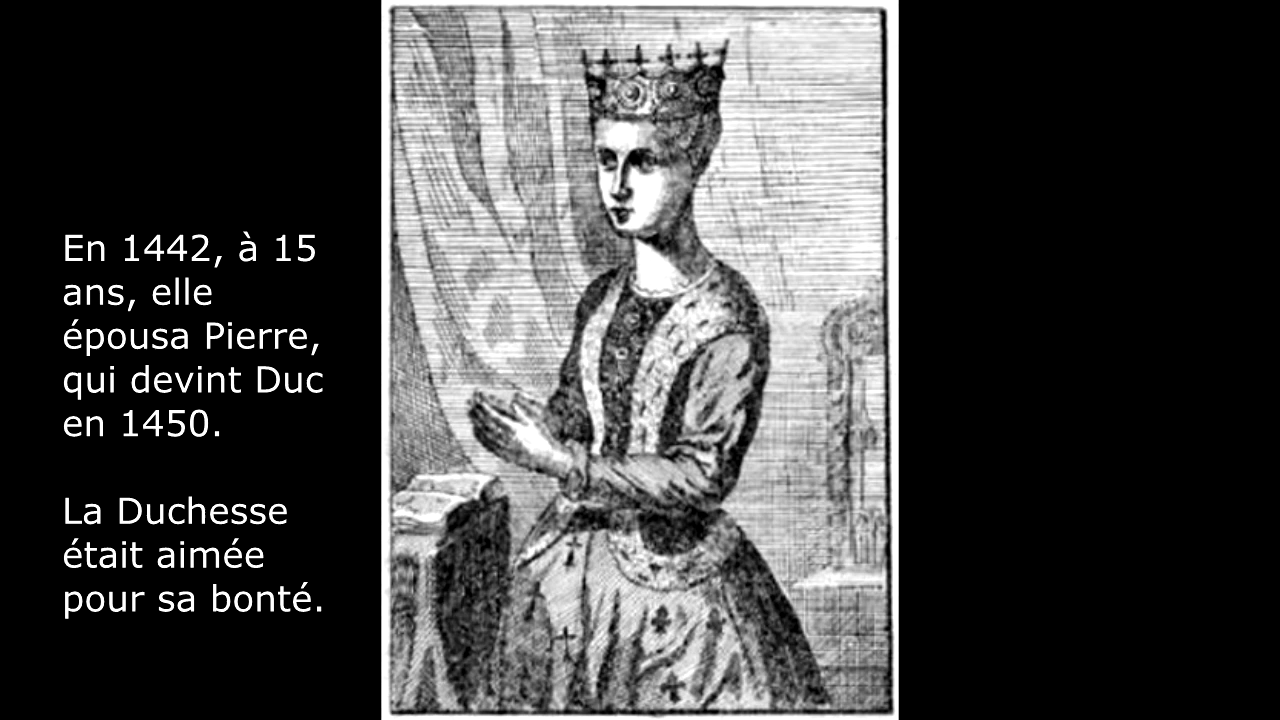 En 1442, à 15
ans, elle
épousa Pierre,
qui devint Duc
en 1450.
La Duchesse
était aimée
pour sa bonté.